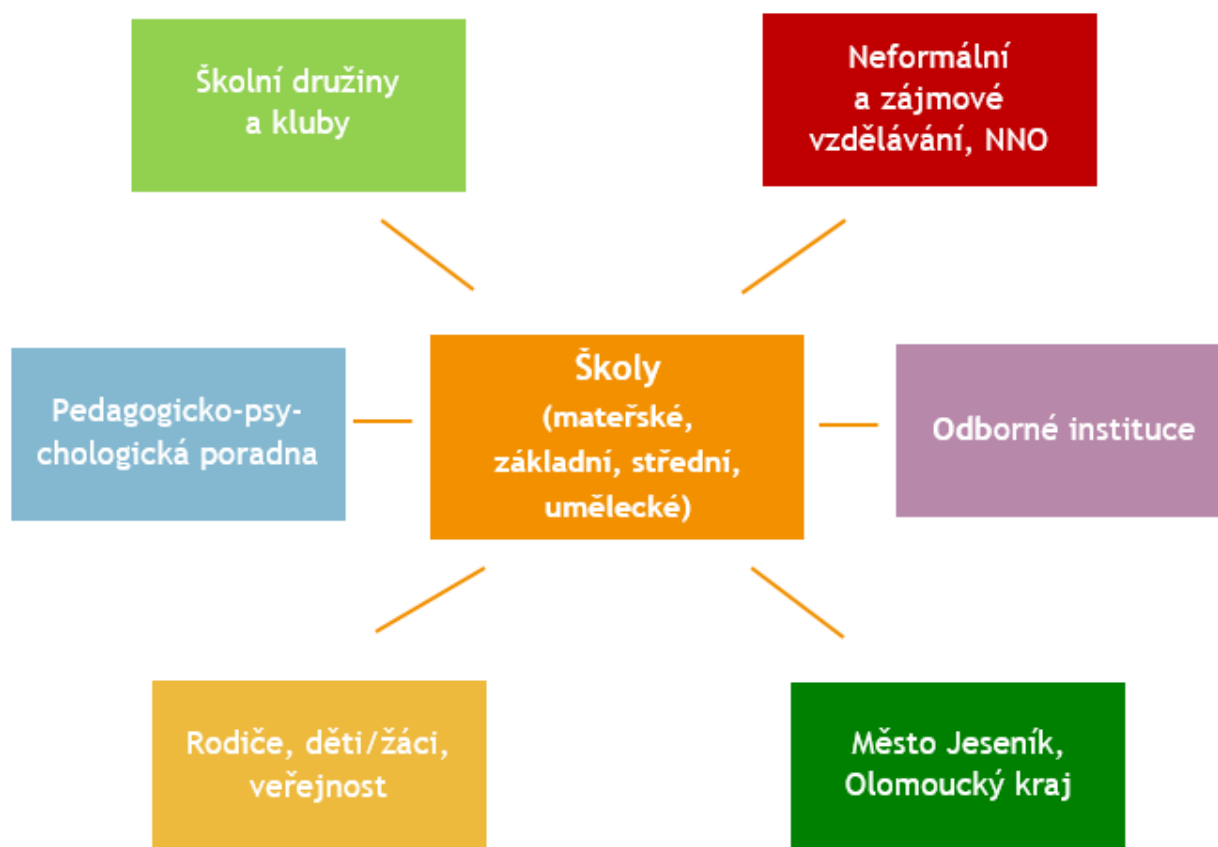 Školní družiny
a kluby
Neformální
a zájmové
vzdělávání, NNO
Pedagogicko-psy-
chologická poradna
Školy
(mateřské,
základní, střední,
umělecké)
Odborné instituce
Rodiče, děti/žáci,
veřejnost
Město Jeseník,
Olomoucký kraj